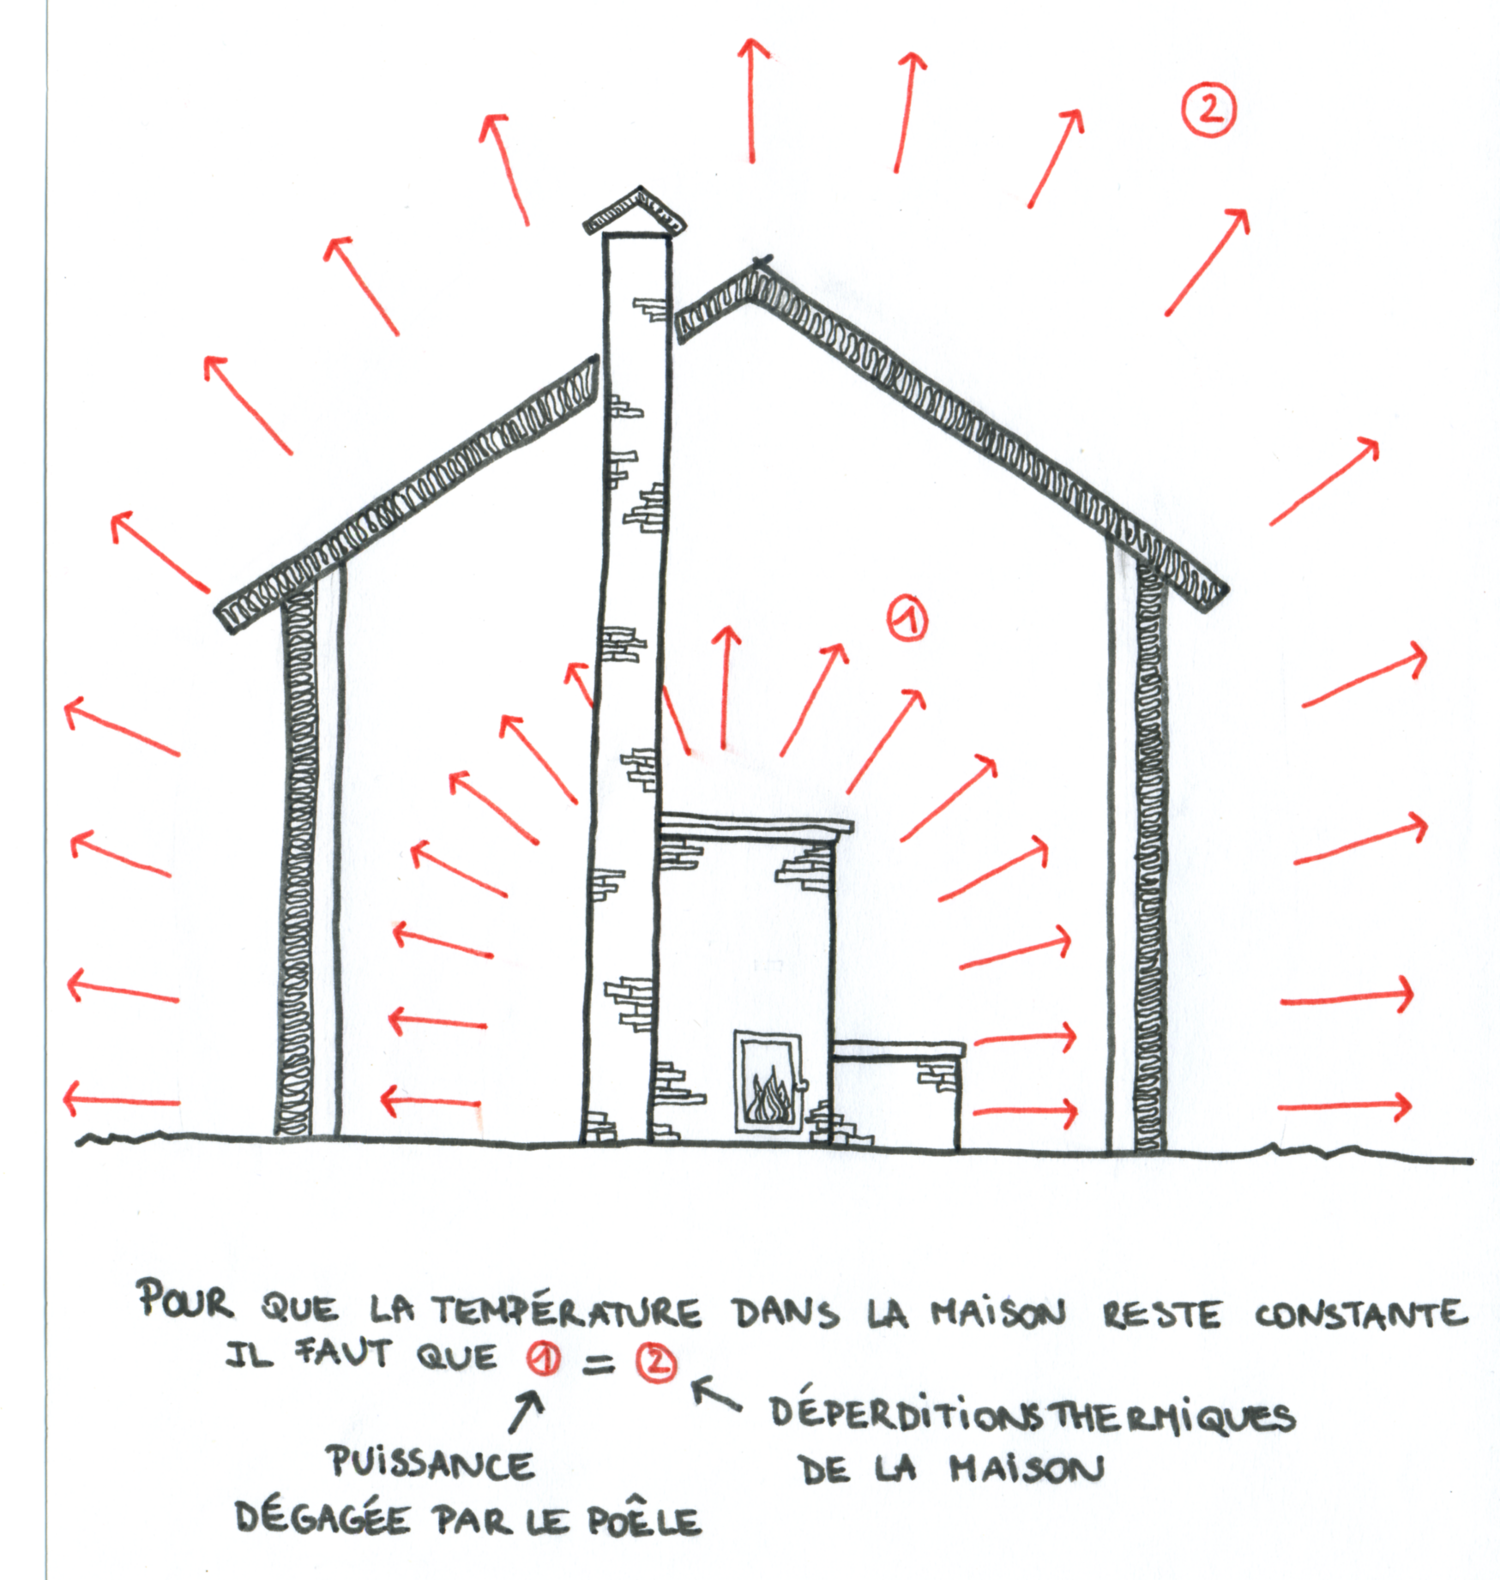 2
1
POUR QUE LA TEMPÉRATURE DANS LA MAISON RESTE CONSTANTE
IL FAUT QUE 1 = 2
DÉPERDITIONS THERMIQUES
DE LA MAISON
PUISSANCE
DÉGAGÉE PAR LE POÊLE